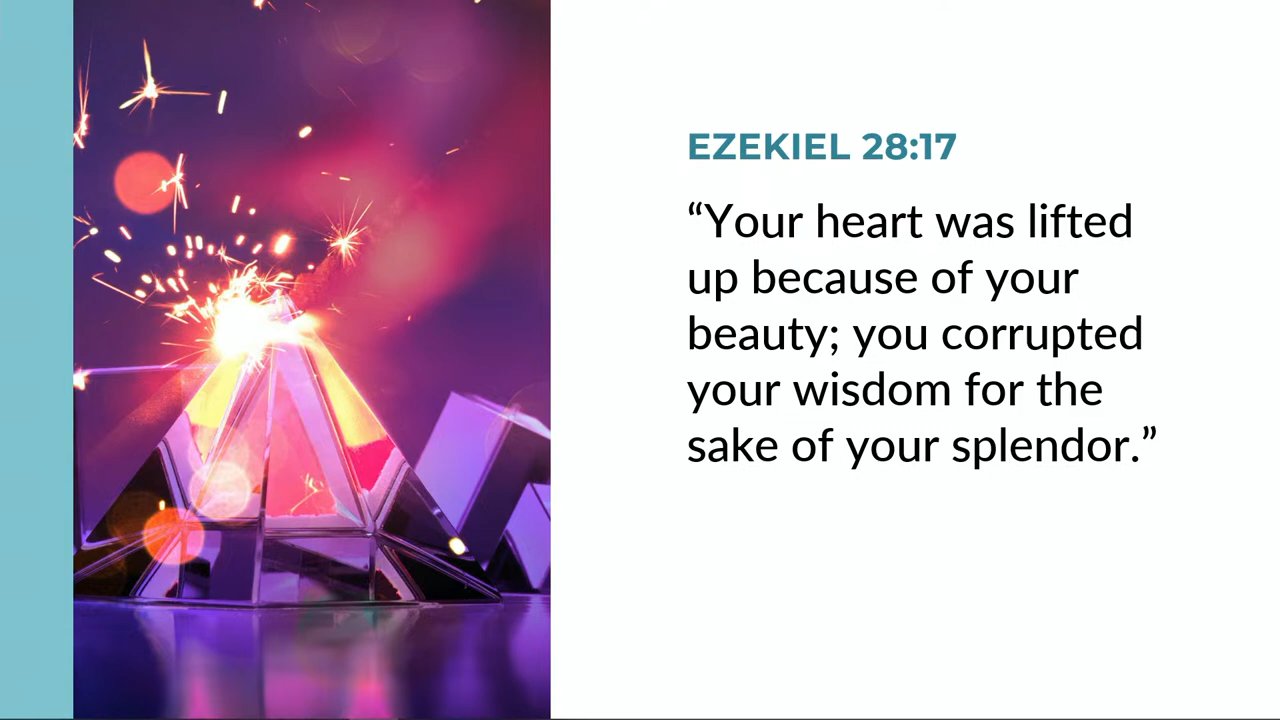 EZEKIEL 28:17
“Your heart was lifted
up because of your
beauty; you corrupted
your wisdom for the
sake of your splendor.”